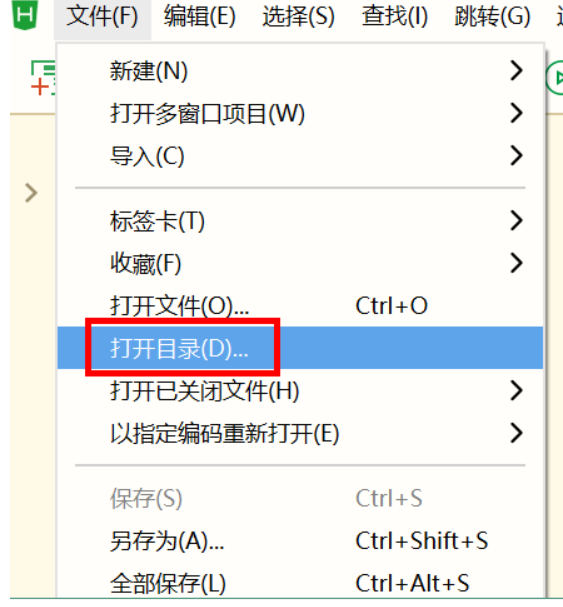 H 文件(F) 编辑(E) 选择(S) 查找(I) 跳转(G)
新建(N)
打开多窗口项目(W)
导入(C)
标签卡(T)
收藏(F)
打开文件(O)... Ctrl+O
打开目录(D)...
打开已关闭文件(H)
以指定编码重新打开(E)
保存(S) Ctrl+S
另存为(A)... Ctrl+Shift+S
全部保存(L) Ctrl+Alt+S